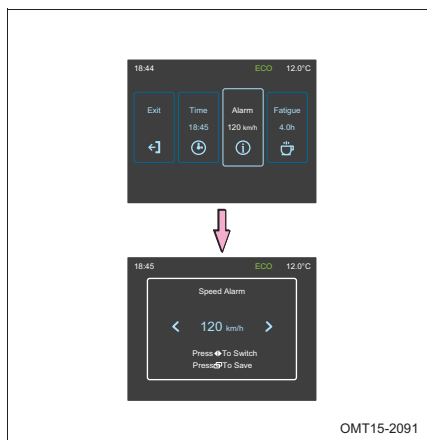 18:44 ECO 12.0°C
Exit Time Alarm Fatigue
18:45 120 km/h 4.0h
18:45 ECO 12.0°C
Speed Alarm
120 km/h
Press To Switch
Press To Save
OMT15-2091